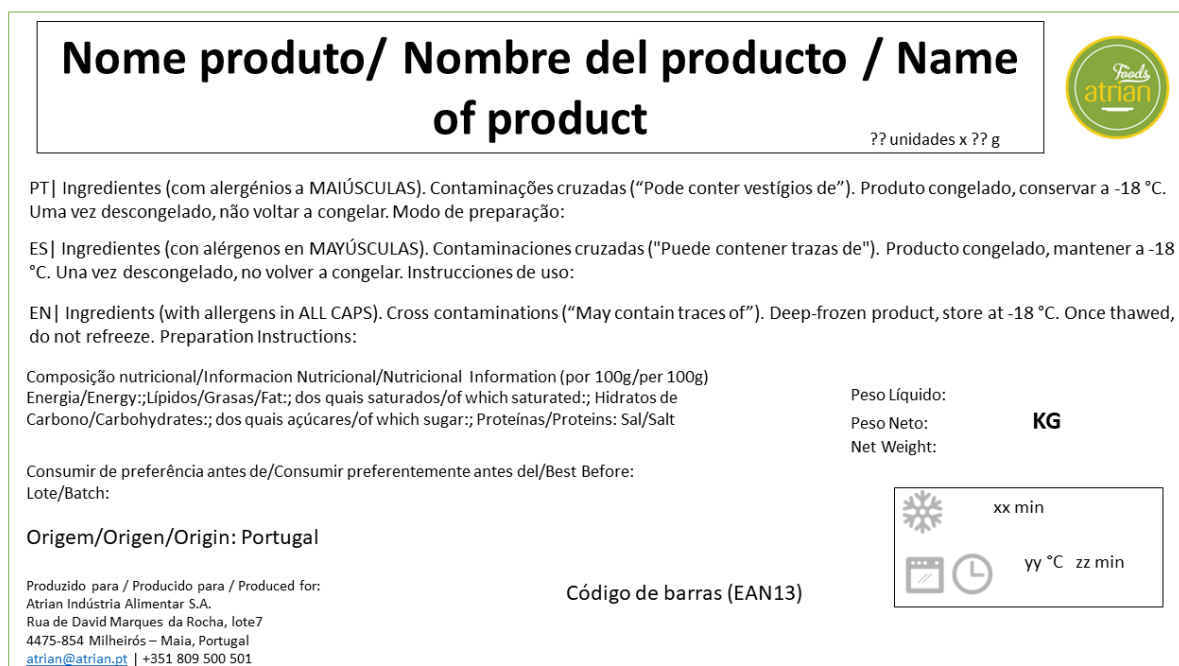 Nome produto/ Nombre del producto / Name
of product
?? unidades x ?? g
Foods
atrian
PT| Ingredientes (com alergénios a MAIÚSCULAS). Contaminações cruzadas (“Pode conter vestígios de”). Produto congelado, conservar a -18 °C.
Uma vez descongelado, não voltar a congelar. Modo de preparação:
ES| Ingredientes (con alérgenos en MAYÚSCULAS). Contaminaciones cruzadas ("Puede contener trazas de"). Producto congelado, mantener a -18
°C. Una vez descongelado, no volver a congelar. Instrucciones de uso:
EN| Ingredients (with allergens in ALL CAPS). Cross contaminations (“May contain traces of”). Deep-frozen product, store at -18 °C. Once thawed,
do not refreeze. Preparation Instructions:
Composição nutricional/Informacion Nutricional/Nutricional Information (por 100g/per 100g)
Energia/Energy:;Lípidos/Grasas/Fat:; dos quais saturados/of which saturated:; Hidratos de
Carbono/Carbohydrates:; dos quais açúcares/of which sugar:; Proteínas/Proteins: Sal/Salt
Peso Líquido:
Peso Neto:
KG
Net Weight:
Consumir de preferência antes de/Consumir preferentemente antes del/Best Before:
Lote/Batch:
xx min
Origem/Origen/Origin: Portugal
yy °C zz min
Produzido para / Producido para / Produced for:
Atrian Indústria Alimentar S.A.
Rua de David Marques da Rocha, lote7
4475-854 Milheirós – Maia, Portugal
atrian@atrian.pt | +351 809 500 501
Código de barras (EAN13)